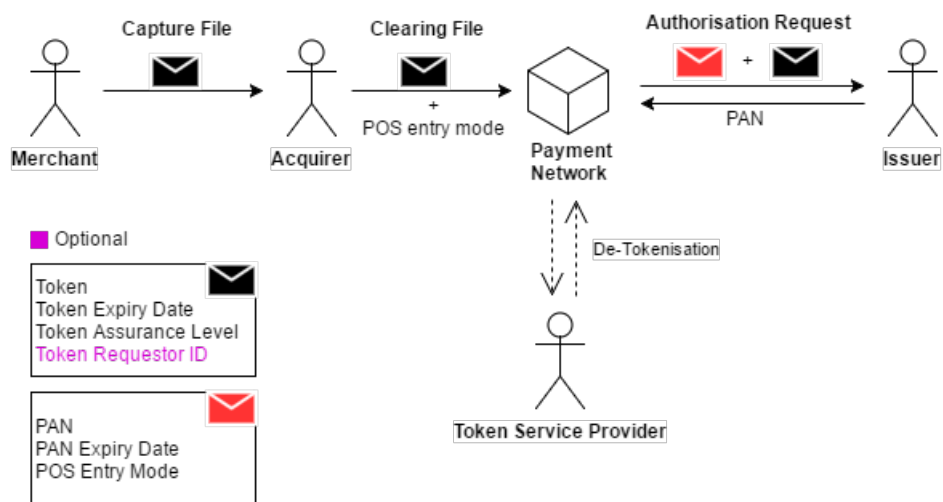 Capture File
Clearing File
Authorisation Request
+
+
POS entry mode
PAN
Merchant
Acquirer
Payment
Network
Issuer
De-Tokenisation
Optional
Token
Token Expiry Date
Token Assurance Level
Token Requestor ID
Token Service Provider
PAN
PAN Expiry Date
POS Entry Mode